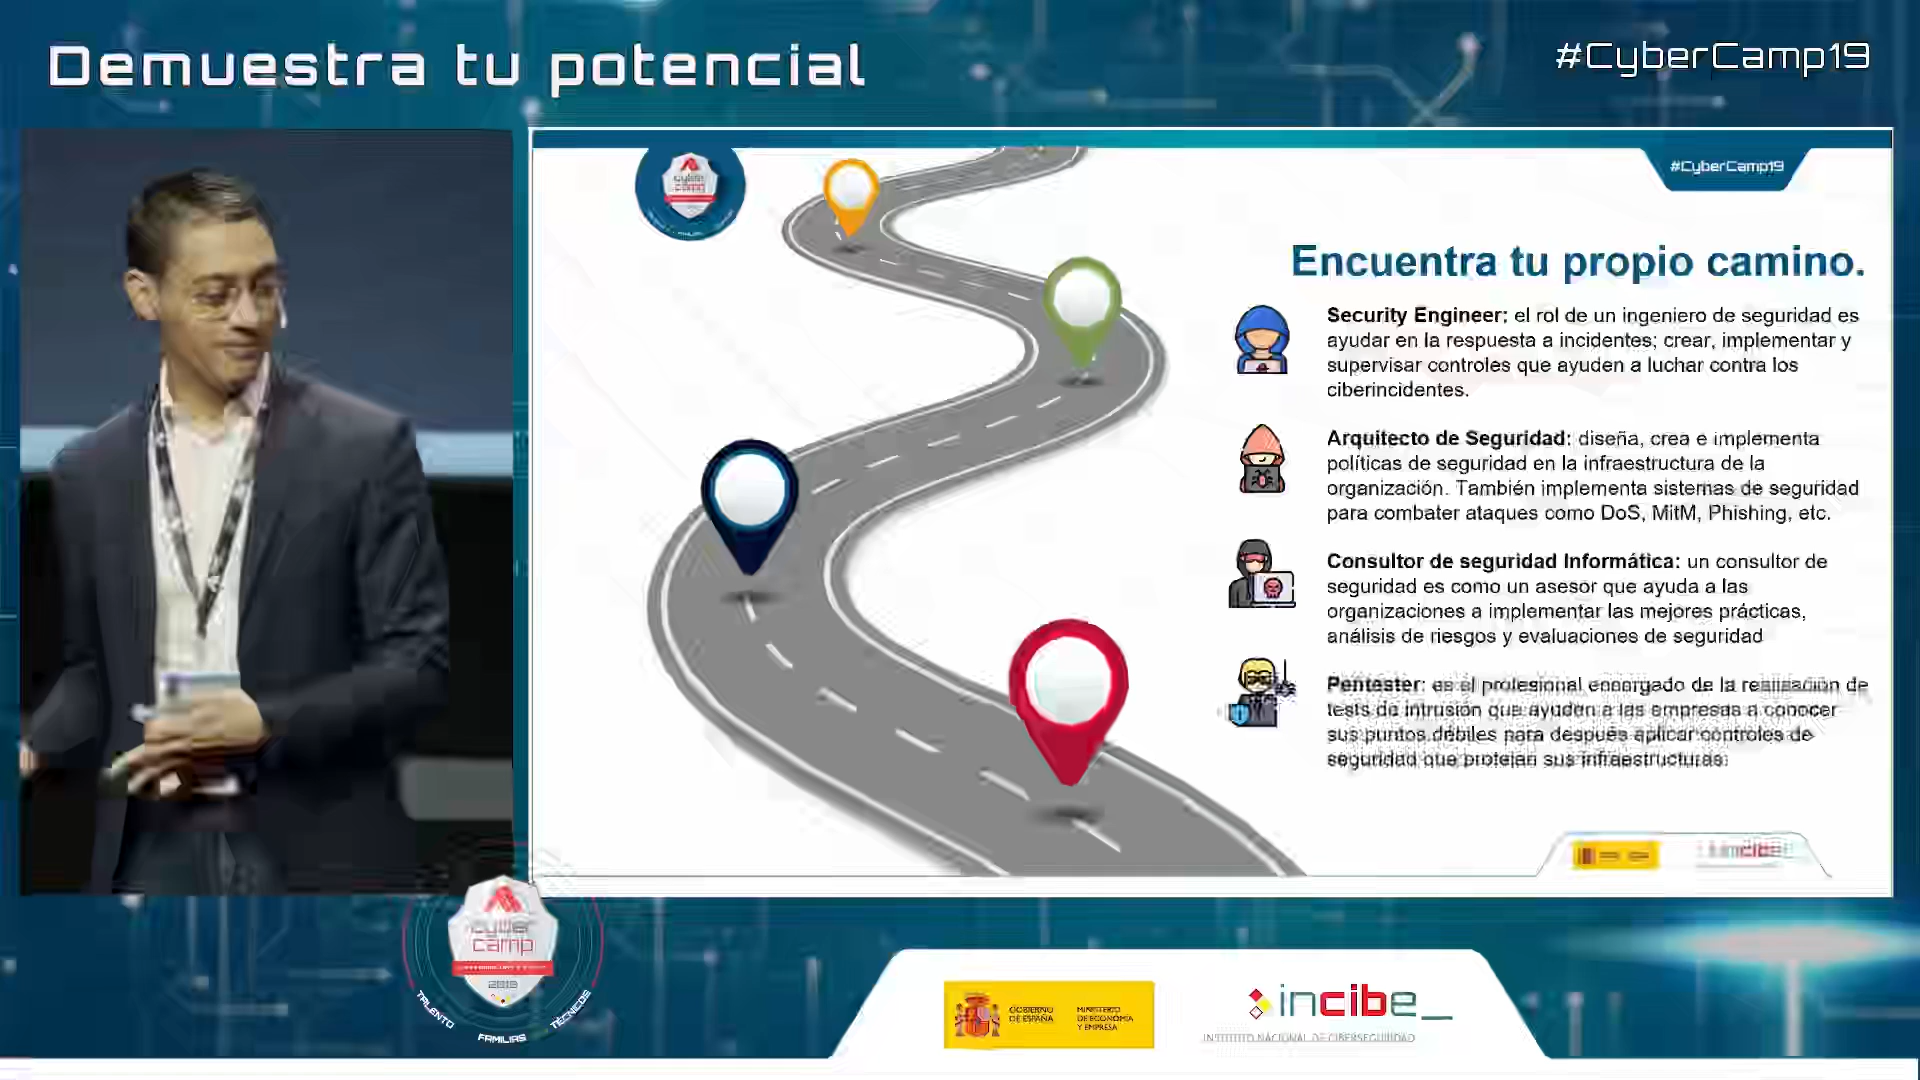 Demuestra tu potencial
#CyberCamp19
cyber
camp
#CyberCamp19
Encuentra tu propio camino.
Security Engineer: el rol de un ingeniero de seguridad es
ayudar en la respuesta a incidentes; crear, implementar y
supervisar controles que ayuden a luchar contra los
ciberincidentes.
Arquitecto de Seguridad: diseña, crea e implementa
políticas de seguridad en la infraestructura de la
organización. También implementa sistemas de seguridad
para combater ataques como DoS, MitM, Phishing, etc.
Consultor de seguridad Informática: un consultor de
seguridad es como un asesor que ayuda a las
organizaciones a implementar las mejores prácticas,
análisis de riesgos y evaluaciones de seguridad
Pentester: es el profesional encargado de la realización de
tests de intrusión que ayuden a las empresas a conocer
sus puntos débiles para después aplicar controles de
seguridad que protejan sus infraestructuras.
incibe
cyber
camp
2019
TALENTO
FAMILIAS
TÉCNICOS
GOBIERNO
DE ESPAÑA
MINISTERIO
DE ECONOMÍA
Y EMPRESA
incibe_
INSTITUTO NACIONAL DE CIBERSEGURIDAD